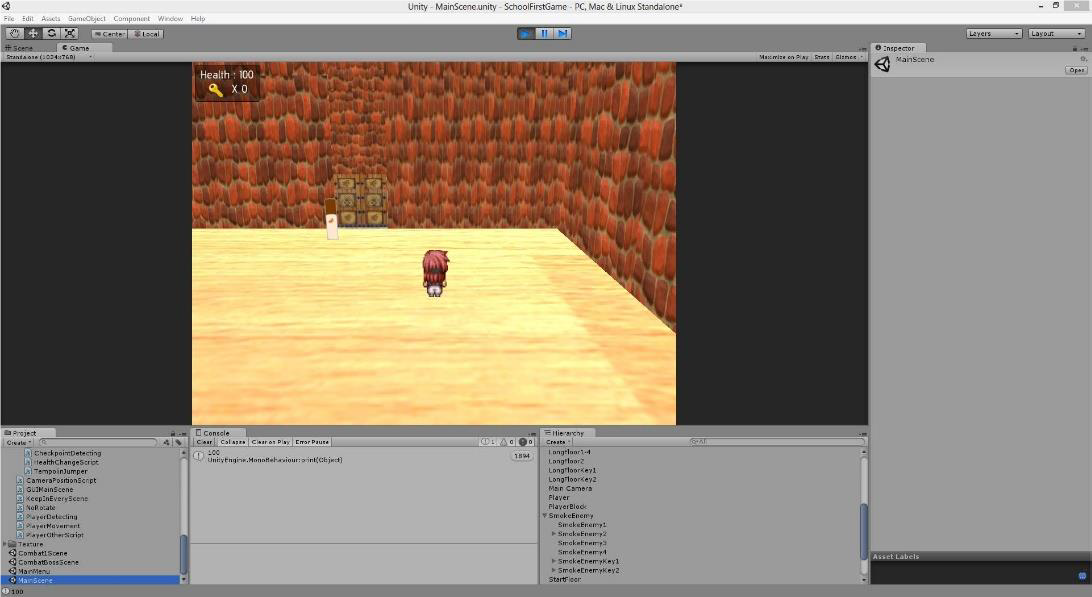 Unity - MainScene.unity - SchoolFirstGame - PC, Mac & Linux Standalone*
File Edit Assets GameObject Component Window Help
Center Local Layers Layout
Scene Game Inspector
Standalone (1024x768) Maximize on Play Stats Gizmos
MainScene
Open
Health : 100
X 0
Project
Create
CheckpointDetecting
HealthChangeScript
TempolinJumper
CameraPositionScript
GUIMainScene
KeepInEveryScene
NoRotate
PlayerDetecting
PlayerMovement
PlayerOtherScript
Texture
Combat1Scene
CombatBossScene
MainMenu
MainScene
Console
Clear Collapse Clear on Play Error Pause 1 0 0
100
UnityEngine.MonoBehaviour:print(Object)
1894
Hierarchy
Create All
Longfloor1-4
Longfloor2
LongfloorKey1
LongfloorKey2
Main Camera
Player
PlayerBlock
SmokeEnemy
SmokeEnemy1
SmokeEnemy2
SmokeEnemy3
SmokeEnemy4
SmokeEnemyKey1
SmokeEnemyKey2
StartFloor
Asset Labels
100